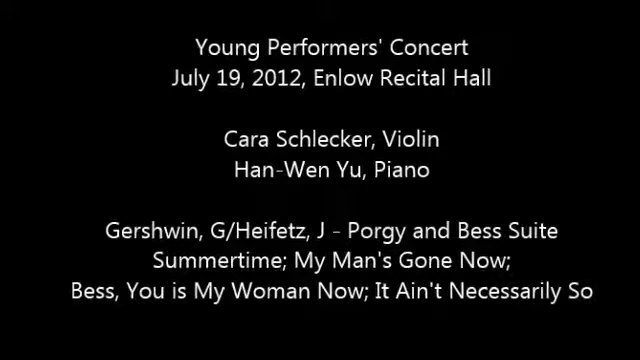 Young Performers' Concert
July 19, 2012, Enlow Recital Hall
Cara Schlecker, Violin
Han-Wen Yu, Piano
Gershwin, G/Heifetz, J - Porgy and Bess Suite
Summertime; My Man's Gone Now;
Bess, You is My Woman Now; It Ain't Necessarily So